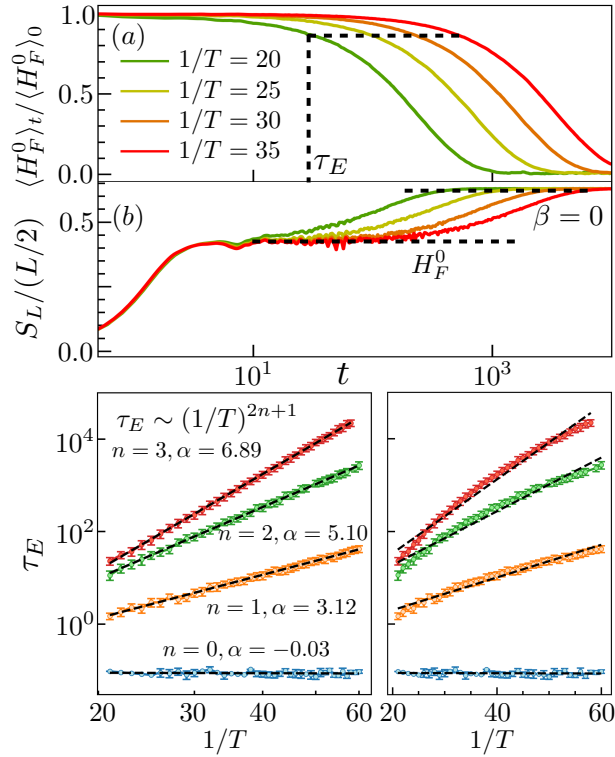 (a)
⟨H_F^0⟩_t/⟨H_F^0⟩_0
1.0
0.5
0.0
1/T = 20
1/T = 25
1/T = 30
1/T = 35
τ_E
(b)
S_L/(L/2)
0.5
0.0
β = 0
H_F^0
10^1
t
10^3
τ_E ∼ (1/T)^{2n+1}
n = 3, α = 6.89
n = 2, α = 5.10
n = 1, α = 3.12
n = 0, α = −0.03
τ_E
10^4
10^2
10^0
20
30
40
60
1/T
20
40
60
1/T